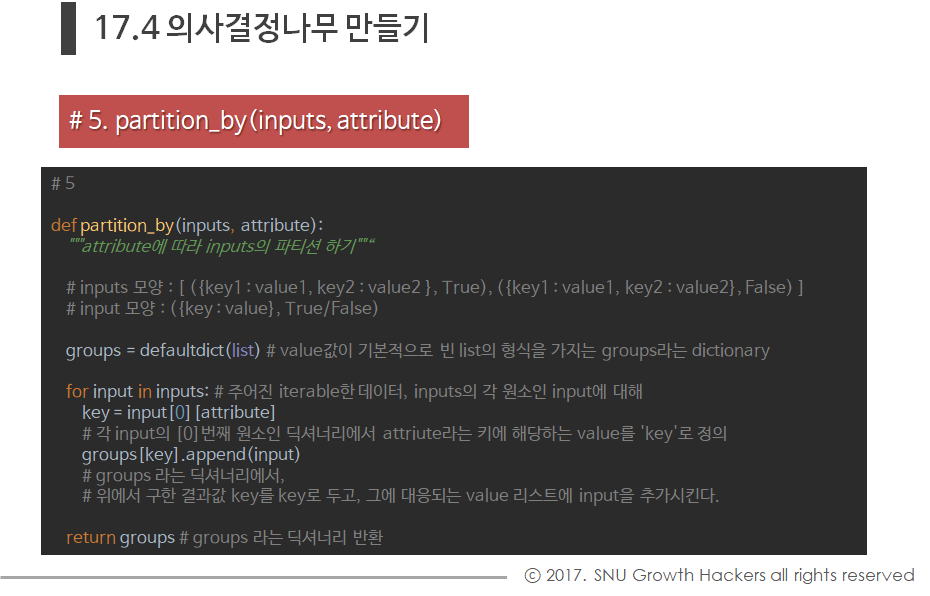 17.4 의사결정나무 만들기
# 5. partition_by(inputs, attribute)
# 5
def partition_by(inputs, attribute):
"""attribute에 따라 inputs의 파티션 하기"""“
# inputs 모양 : [ ({key1 : value1, key2 : value2 }, True), ({key1 : value1, key2 : value2}, False) ]
# input 모양 : ({key : value}, True/False)
groups = defaultdict(list) # value값이 기본적으로 빈 list의 형식을 가지는 groups라는 dictionary
for input in inputs: # 주어진 iterable한 데이터, inputs의 각 원소인 input에 대해
key = input[0] [attribute]
# 각 input의 [0]번째 원소인 딕셔너리에서 attriute라는 키에 해당하는 value를 'key'로 정의
groups[key].append(input)
# groups 라는 딕셔너리에서,
# 위에서 구한 결과값 key를 key로 두고, 그에 대응되는 value 리스트에 input을 추가시킨다.
return groups # groups 라는 딕셔너리 반환
ⓒ 2017. SNU Growth Hackers all rights reserved